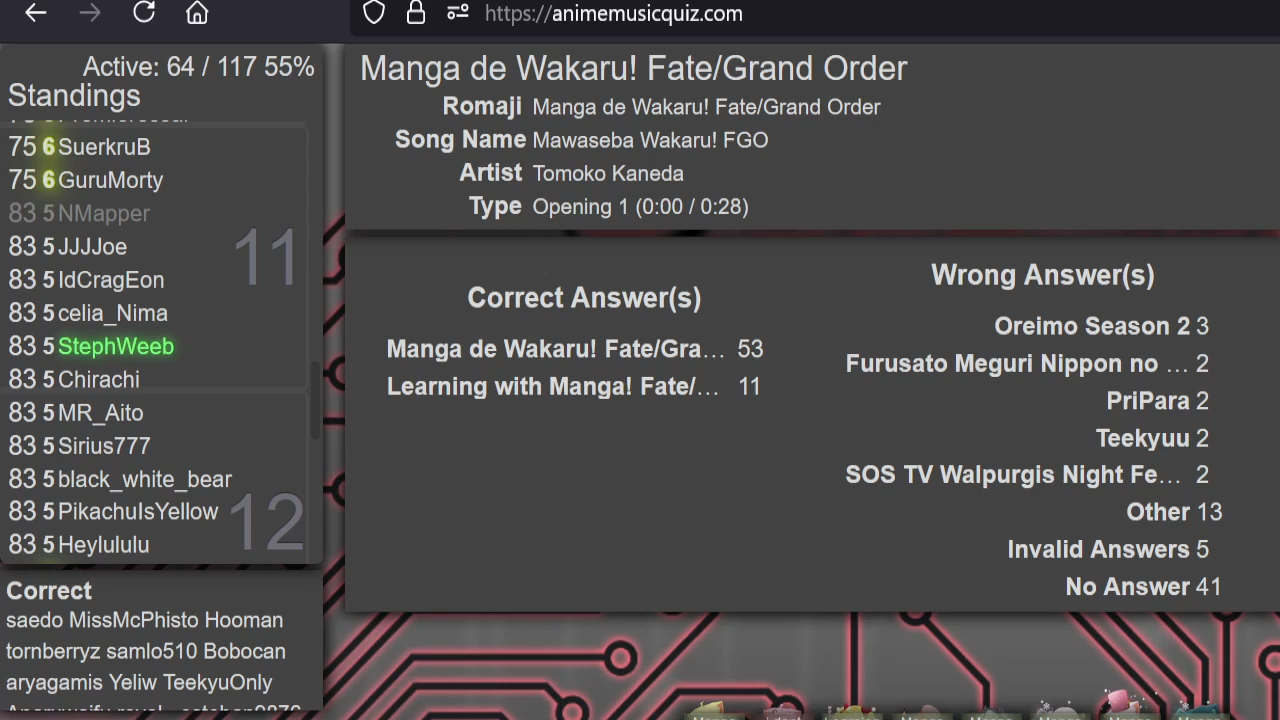 https://animemusicquiz.com
Active: 64 / 117 55%
Standings
75 6 SuerkruB
75 6 GuruMorty
83 5 NMapper
83 5 JJJJoe
83 5 IdCragEon
83 5 celia_Nima
83 5 StephWeeb
83 5 Chirachi
11
83 5 MR_Aito
83 5 Sirius777
83 5 black_white_bear
83 5 PikachuIsYellow
83 5 Heylululu
12
Correct
saedo MissMcPhisto Hooman
tornberryz samlo510 Bobocan
aryagamis Yeliw TeekyuOnly
Manga de Wakaru! Fate/Grand Order
Romaji Manga de Wakaru! Fate/Grand Order
Song Name Mawaseba Wakaru! FGO
Artist Tomoko Kaneda
Type Opening 1 (0:00 / 0:28)
Correct Answer(s)
Manga de Wakaru! Fate/Gra... 53
Learning with Manga! Fate/... 11
Wrong Answer(s)
Oreimo Season 2 3
Furusato Meguri Nippon no ... 2
PriPara 2
Teekyuu 2
SOS TV Walpurgis Night Fe... 2
Other 13
Invalid Answers 5
No Answer 41